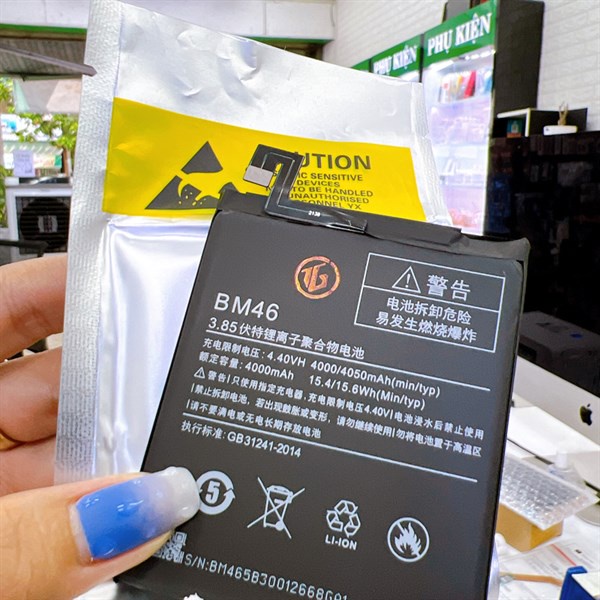 PHỤ KIỆN
PHỤ KIỆN
UTION
IC SENSITIVE
DEVICES
TO BE HANDLED
UNAUTHORISED
CONNEL YX
BM46
3.85伏特锂离子聚合物电池
警告
电池拆卸危险
易发生燃烧爆炸
充电限制电压: 4.40VH 4000/4050mAh(min/typ)
额定容量: 4000mAh 15.4/15.6Wh(Min/typ)
警告!只使用指定充电器, 充电限制电压4.40V!电池浸水后禁止使用
!禁止拆卸电池, 若出现鼓胀或变形, 请勿继续使用!勿将电池置于高温区
!请不要满电或无电长期存放电池
执行标准: GB31241-2014
5
LI-ION
S/N:BM465B30012668GA1